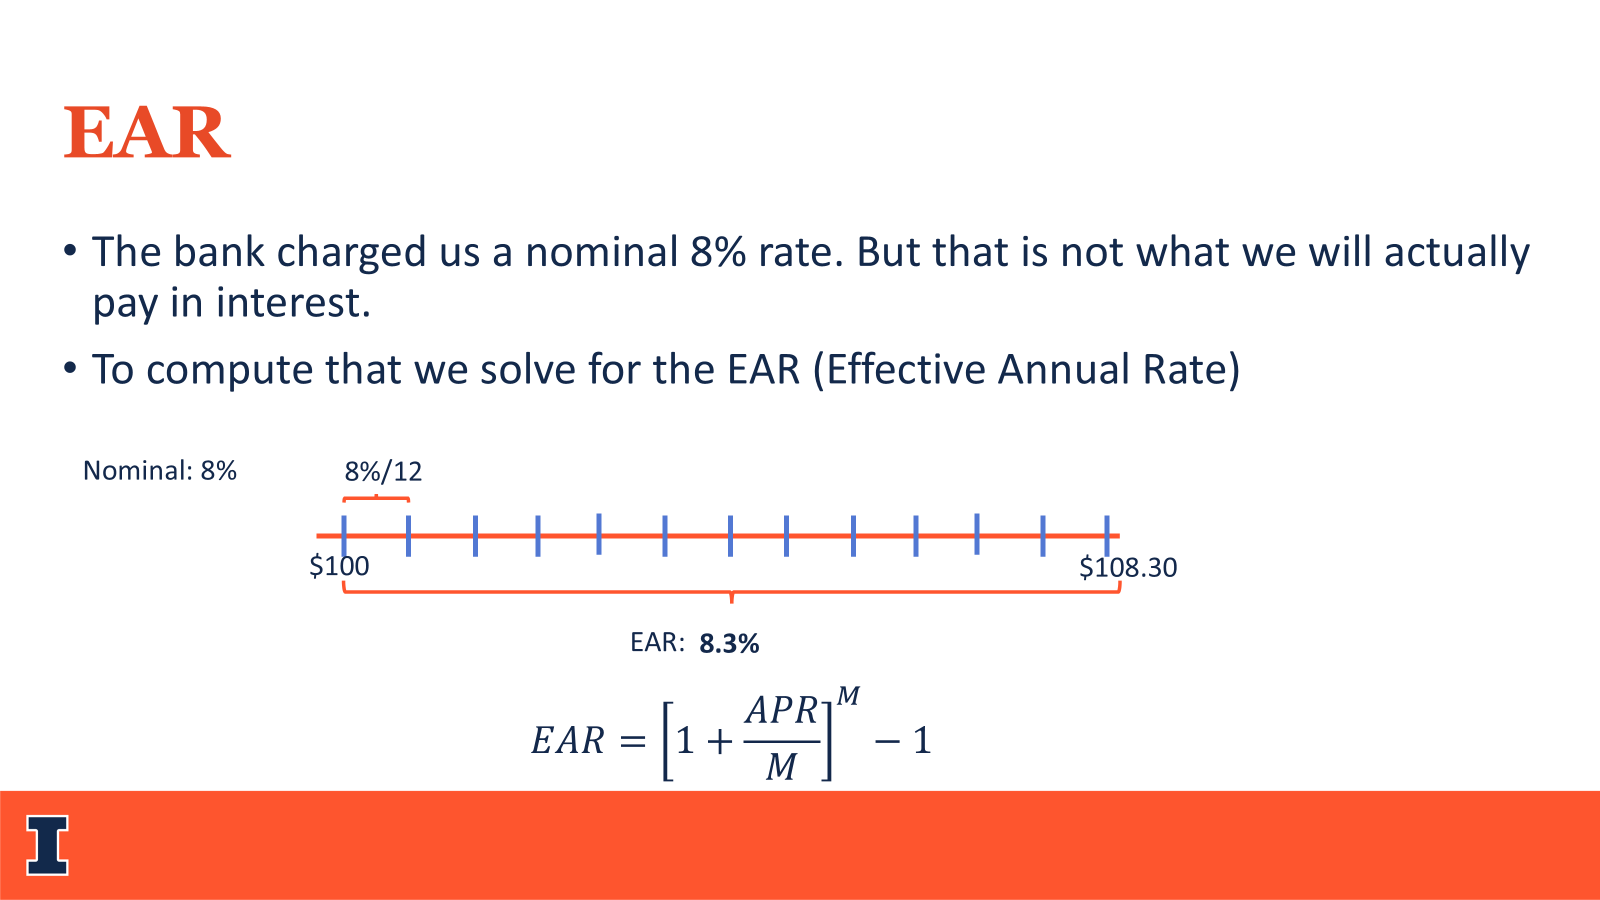 EAR
• The bank charged us a nominal 8% rate. But that is not what we will actually
pay in interest.
• To compute that we solve for the EAR (Effective Annual Rate)
Nominal: 8%
8%/12
$100
$108.30
EAR: 8.3%
EAR = [1 + APR/M]^M − 1
I